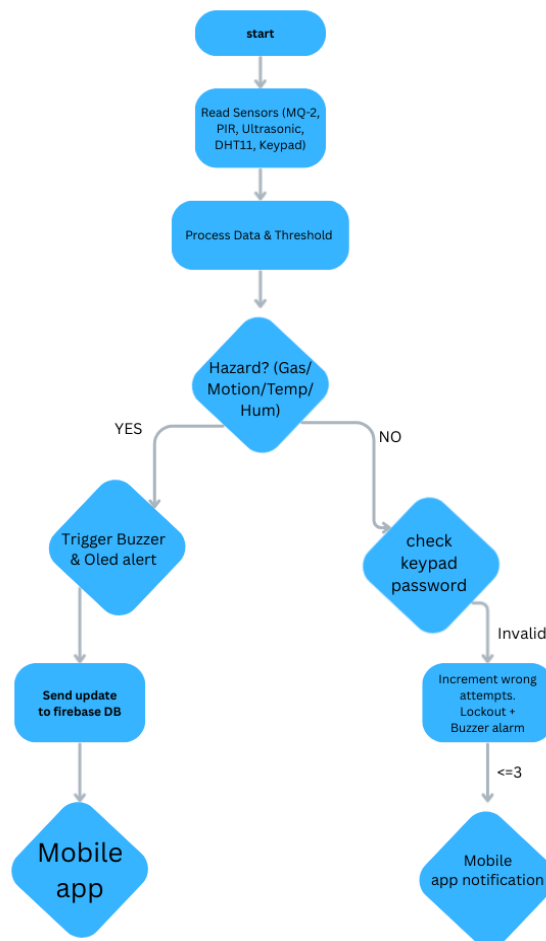 start
Read Sensors (MQ-2,
PIR, Ultrasonic,
DHT11, Keypad)
Process Data & Threshold
Hazard? (Gas/
Motion/Temp/
Hum)
YES
NO
Trigger Buzzer
& Oled alert
check
keypad
password
Invalid
Send update
to firebase DB
Increment wrong
attempts.
Lockout +
Buzzer alarm
<=3
Mobile
app
Mobile
app notification